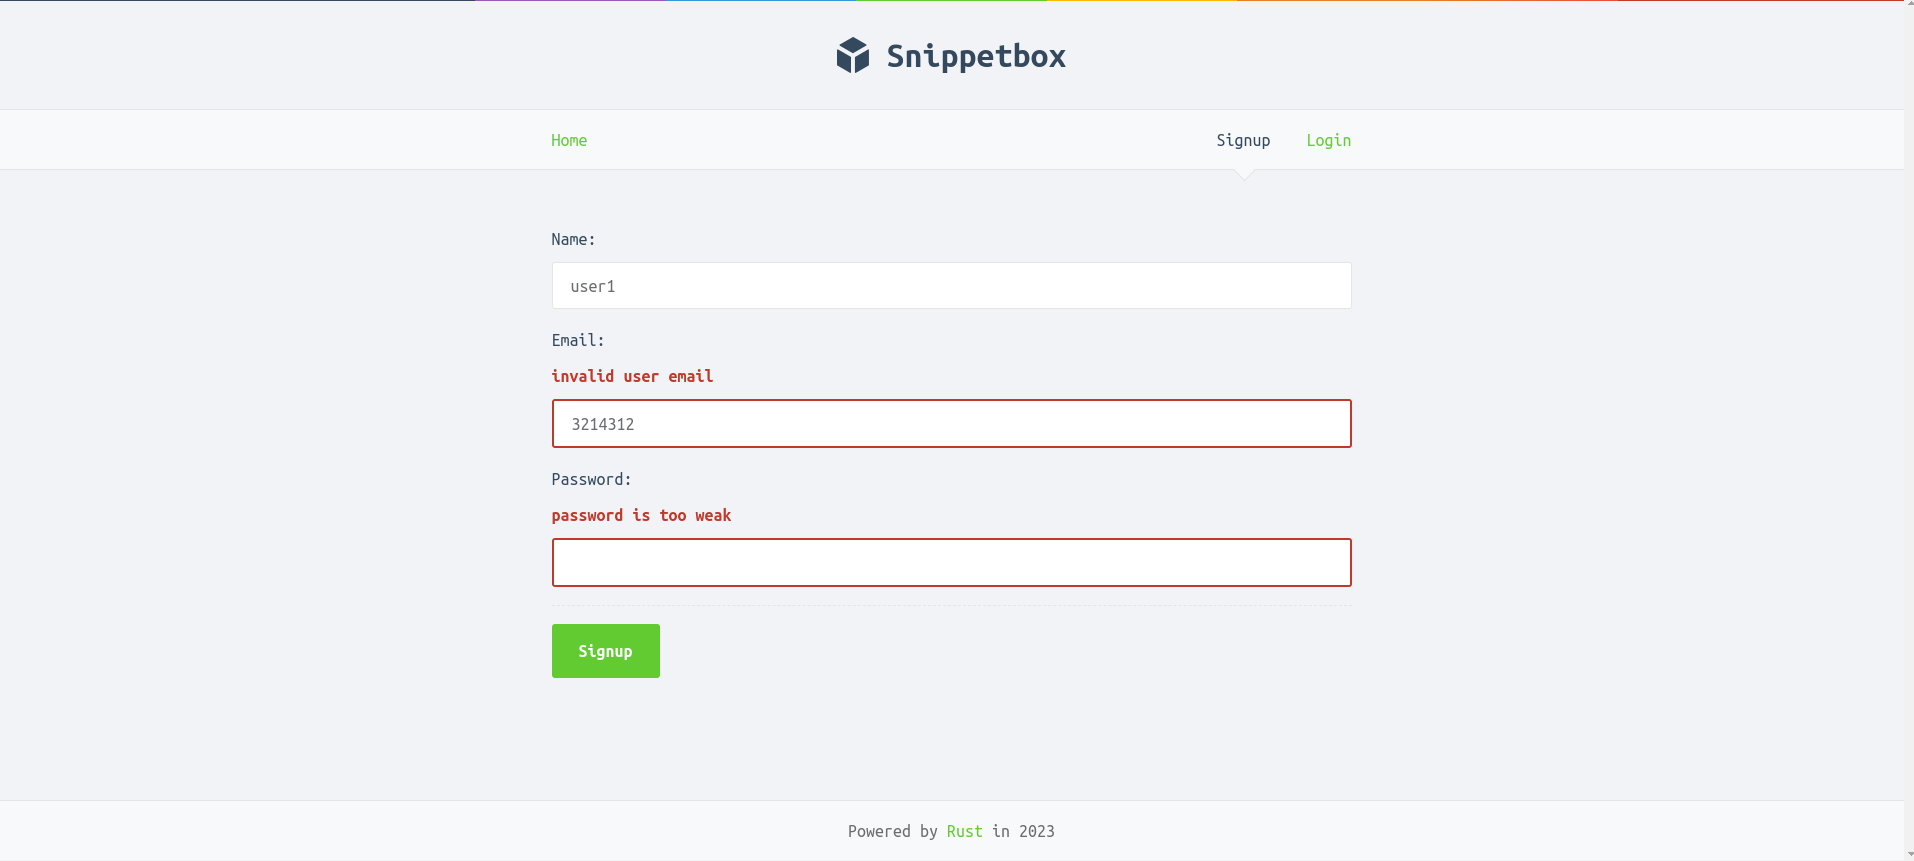 Snippetbox
Home Signup Login
Name:
user1
Email:
invalid user email
3214312
Password:
password is too weak
Signup
Powered by Rust in 2023